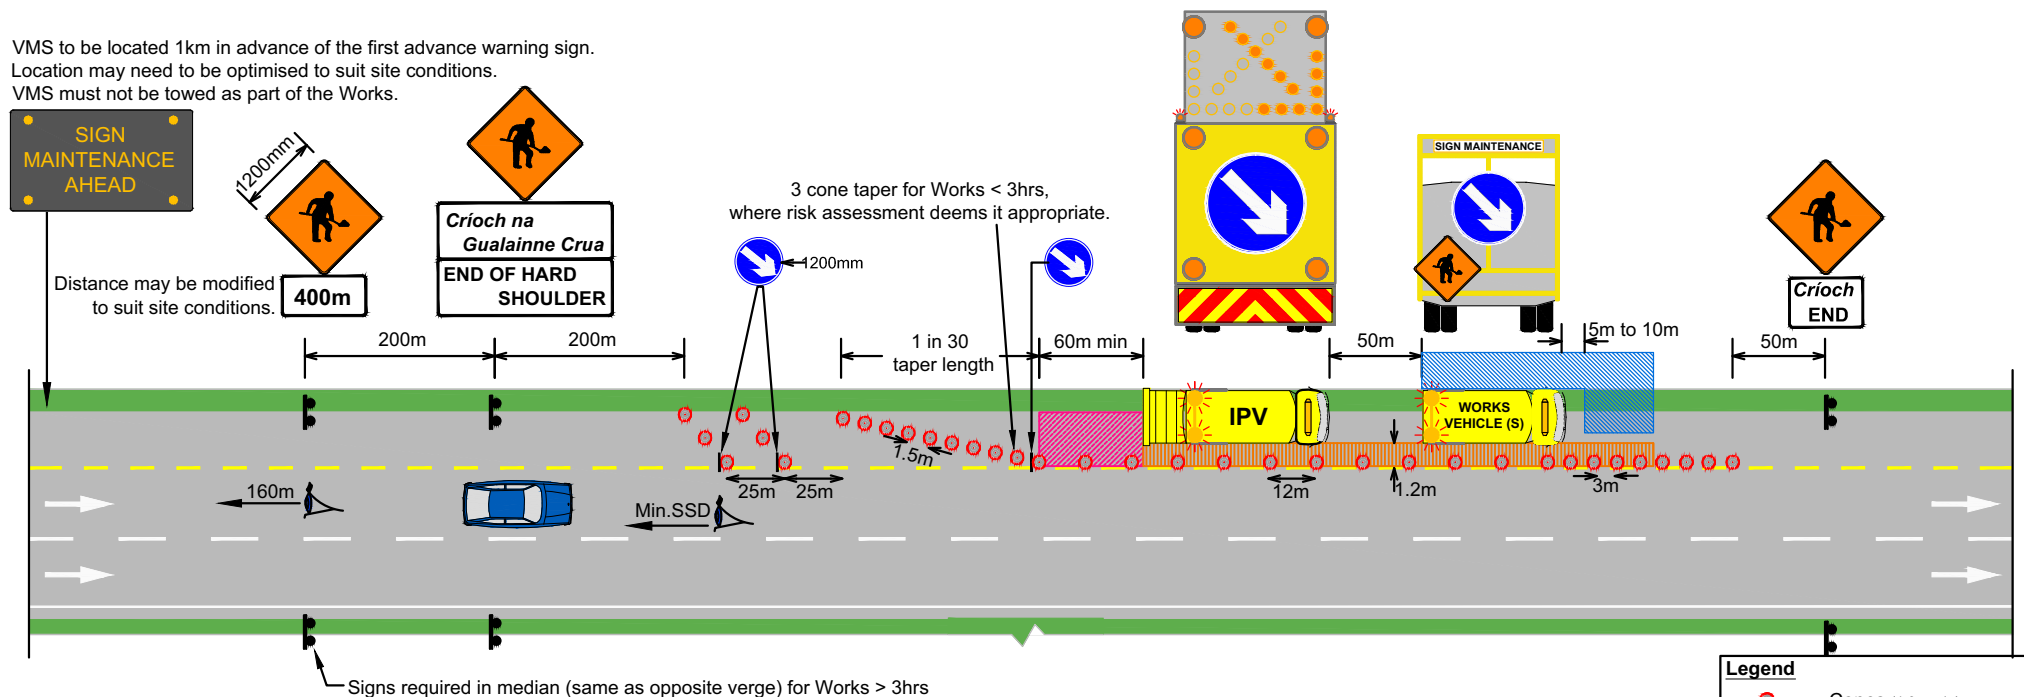 VMS to be located 1km in advance of the first advance warning sign.
Location may need to be optimised to suit site conditions.
VMS must not be towed as part of the Works.
SIGN
MAINTENANCE
AHEAD
1200mm
Distance may be modified
to suit site conditions.
400m
Críoch na
Gualainne Crua
END OF HARD
SHOULDER
3 cone taper for Works < 3hrs,
where risk assessment deems it appropriate.
1200mm
SIGN MAINTENANCE
Críoch
END
200m
200m
1 in 30
taper length
60m min
50m
5m to 10m
50m
IPV
WORKS
VEHICLE (S)
1.5m
25m
25m
12m
1.2m
3m
160m
Min.SSD
Signs required in median (same as opposite verge) for Works > 3hrs
Legend